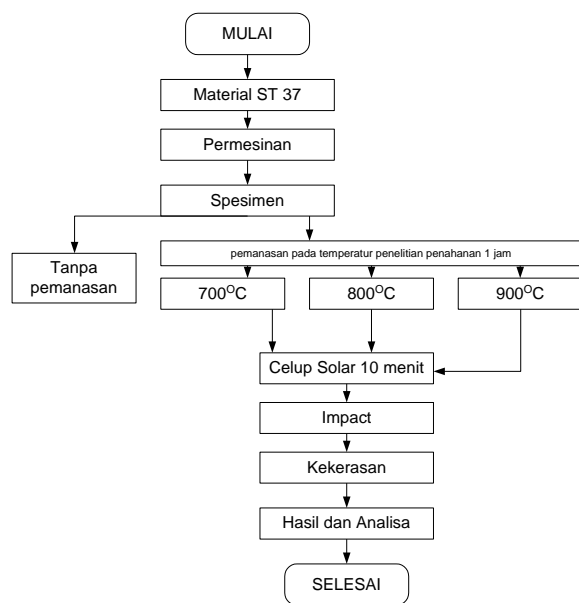 MULAI
Material ST 37
Permesinan
Spesimen
Tanpa
pemanasan
pemanasan pada temperatur penelitian penahanan 1 jam
700ᴼC
800ᴼC
900ᴼC
Celup Solar 10 menit
Impact
Kekerasan
Hasil dan Analisa
SELESAI